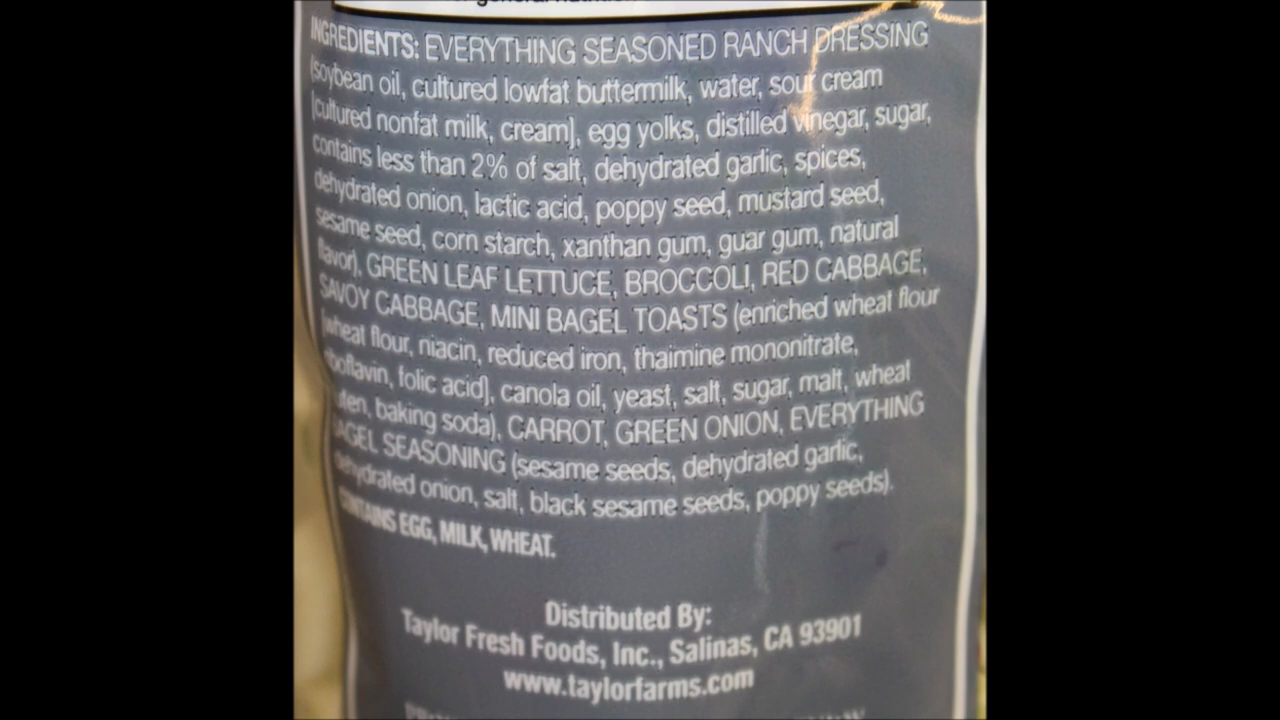 general nutrition
INGREDIENTS: EVERYTHING SEASONED RANCH DRESSING
(soybean oil, cultured lowfat buttermilk, water, sour cream
[cultured nonfat milk, cream], egg yolks, distilled vinegar, sugar,
contains less than 2% of salt, dehydrated garlic, spices,
dehydrated onion, lactic acid, poppy seed, mustard seed,
sesame seed, corn starch, xanthan gum, guar gum, natural
flavor), GREEN LEAF LETTUCE, BROCCOLI, RED CABBAGE,
SAVOY CABBAGE, MINI BAGEL TOASTS (enriched wheat flour
[wheat flour, niacin, reduced iron, thaimine mononitrate,
riboflavin, folic acid], canola oil, yeast, salt, sugar, malt, wheat
gluten, baking soda), CARROT, GREEN ONION, EVERYTHING
BAGEL SEASONING (sesame seeds, dehydrated garlic,
dehydrated onion, salt, black sesame seeds, poppy seeds).
CONTAINS EGG, MILK, WHEAT.
Distributed By:
Taylor Fresh Foods, Inc., Salinas, CA 93901
www.taylorfarms.com